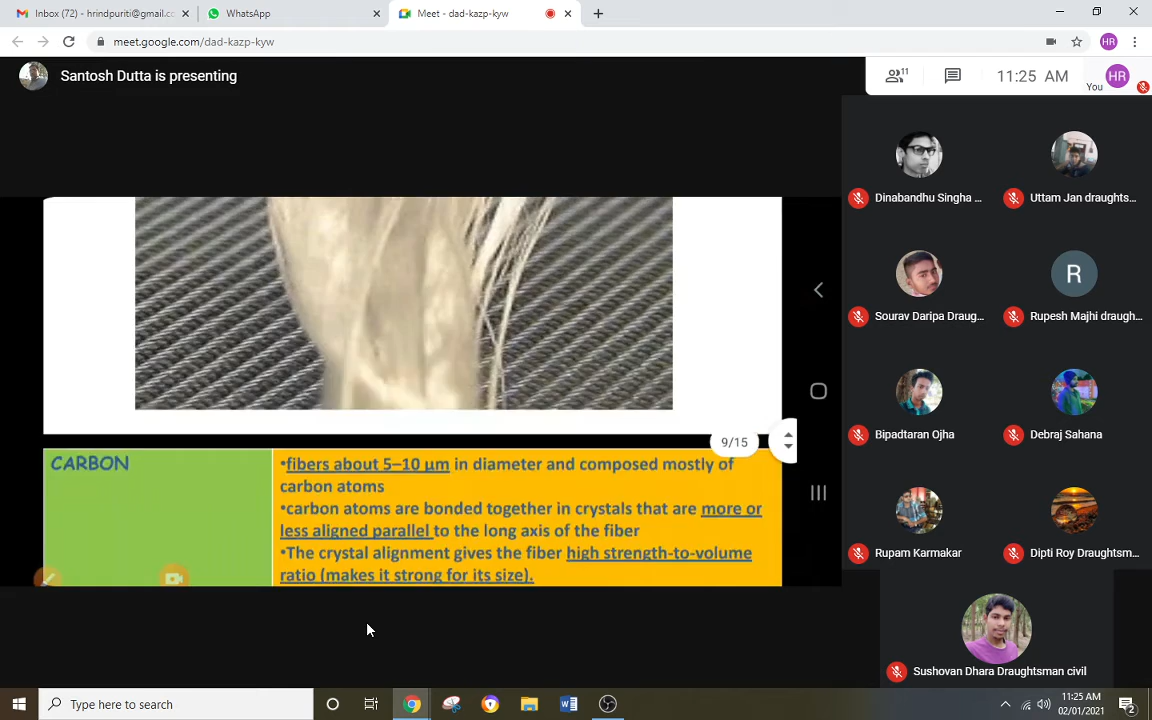 Inbox (72) - hrindpuriti@gmail.cc
WhatsApp
Meet - dad-kazp-kyw
meet.google.com/dad-kazp-kyw
HR
Santosh Dutta is presenting
11
11:25 AM
You
HR
Dinabandhu Singha ...
Uttam Jan draughts...
Sourav Daripa Draug...
R
Rupesh Majhi draugh...
Bipadtaran Ojha
Debraj Sahana
Rupam Karmakar
Dipti Roy Draughtsm...
Sushovan Dhara Draughtsman civil
9/15
CARBON
•fibers about 5–10 µm in diameter and composed mostly of
carbon atoms
•carbon atoms are bonded together in crystals that are more or
less aligned parallel to the long axis of the fiber
•The crystal alignment gives the fiber high strength-to-volume
ratio (makes it strong for its size).
Type here to search
11:25 AM
02/01/2021
2